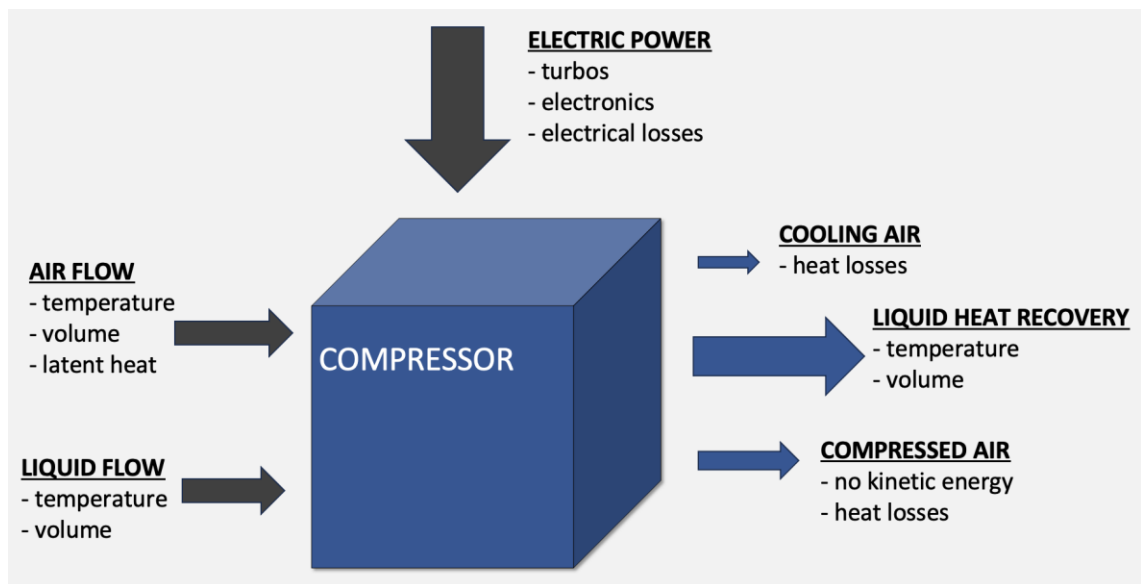 ELECTRIC POWER
- turbos
- electronics
- electrical losses
AIR FLOW
- temperature
- volume
- latent heat
LIQUID FLOW
- temperature
- volume
COMPRESSOR
COOLING AIR
- heat losses
LIQUID HEAT RECOVERY
- temperature
- volume
COMPRESSED AIR
- no kinetic energy
- heat losses